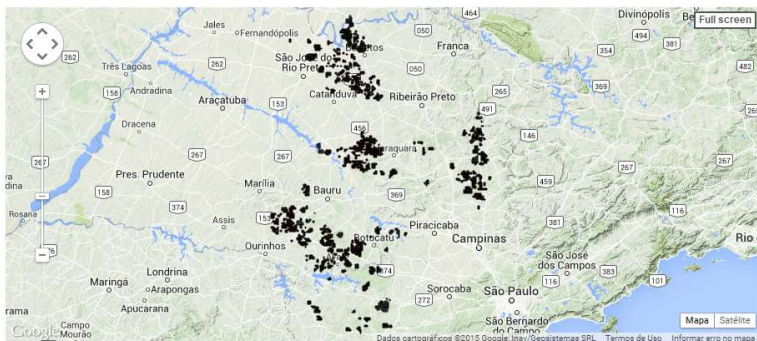 Divinópolis
Be
Full screen
Jales
Fernandópolis
464
494
381
050
Franca
354
262
São José do
Rio Preto
Três Lagoas
262
482
369
158
Andradina
Catanduva
Ribeirão Preto
265
Araçatuba
153
491
Dracena
456
146
267
267
267
Pres. Prudente
Marília
369
459
158
Bauru
374
116
Rosana
Assis
381
Piracicaba
Rio
Botucatu
Campinas
Ourinhos
São José
dos Campos
383
Londrina
374
116
101
Maringá
Arapongas
Sorocaba
272
São Paulo
Apucarana
Mapa
Satélite
Campo
Mourão
São Bernardo
do Campo
Google
Dados cartográficos ©2015 Google, Inav/Geosistemas SRL
Termos de Uso
Informar erro no mapa